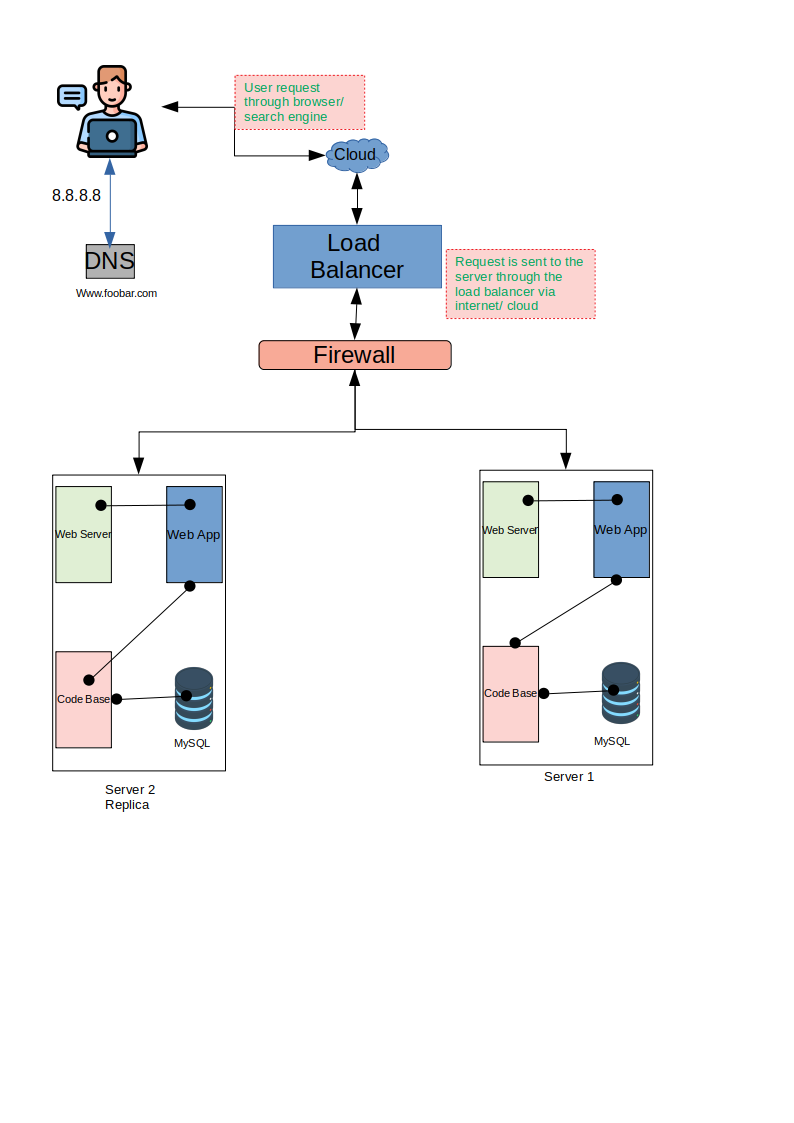 User request
through browser/
search engine
Cloud
8.8.8.8
DNS
Www.foobar.com
Load
Balancer
Request is sent to the
server through the
load balancer via
internet/ cloud
Firewall
Web Server
Web App
Code Base
MySQL
Server 2
Replica
Web Server
Web App
Code Base
MySQL
Server 1